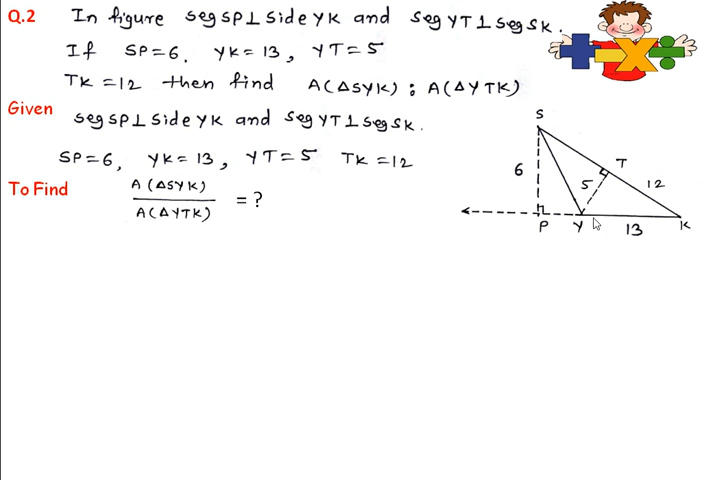 Q.2 In figure seg SP ⊥ side YK and seg YT ⊥ seg SK.
If SP = 6, YK = 13, YT = 5
TK = 12 then find A(ΔSYK) : A(ΔYTK)
Given
seg SP ⊥ side YK and seg YT ⊥ seg SK.
SP = 6, YK = 13, YT = 5 TK = 12
To Find
A(ΔSYK)
A(ΔYTK)
= ?
S
T
6
5
12
P Y 13 K